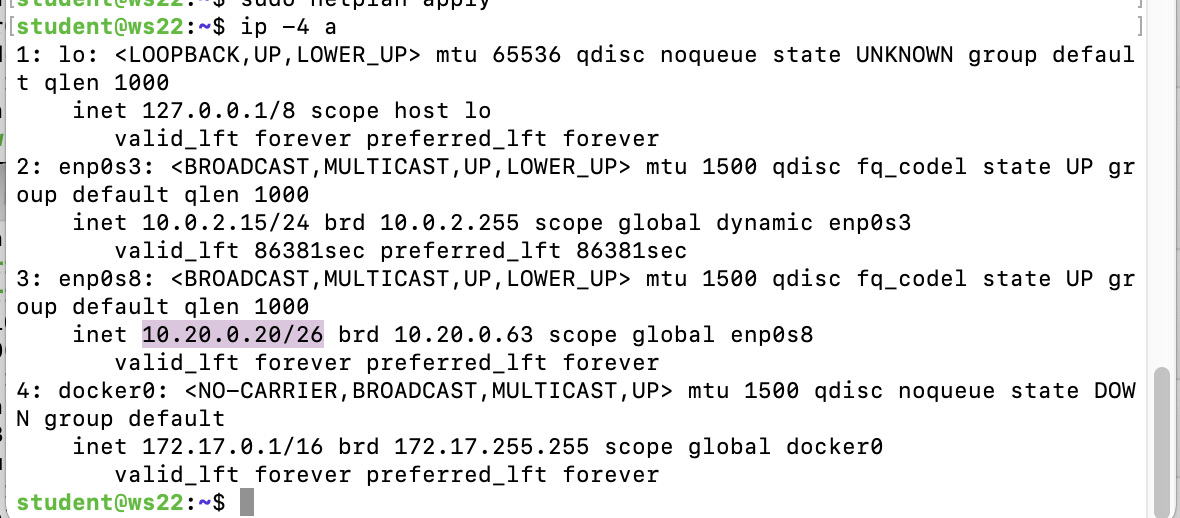 [student@ws22:~$ sudo netplan apply ]
[student@ws22:~$ ip -4 a ]
1: lo: <LOOPBACK,UP,LOWER_UP> mtu 65536 qdisc noqueue state UNKNOWN group defaul
t qlen 1000
    inet 127.0.0.1/8 scope host lo
       valid_lft forever preferred_lft forever
2: enp0s3: <BROADCAST,MULTICAST,UP,LOWER_UP> mtu 1500 qdisc fq_codel state UP gr
oup default qlen 1000
    inet 10.0.2.15/24 brd 10.0.2.255 scope global dynamic enp0s3
       valid_lft 86381sec preferred_lft 86381sec
3: enp0s8: <BROADCAST,MULTICAST,UP,LOWER_UP> mtu 1500 qdisc fq_codel state UP gr
oup default qlen 1000
    inet 10.20.0.20/26 brd 10.20.0.63 scope global enp0s8
       valid_lft forever preferred_lft forever
4: docker0: <NO-CARRIER,BROADCAST,MULTICAST,UP> mtu 1500 qdisc noqueue state DOW
N group default
    inet 172.17.0.1/16 brd 172.17.255.255 scope global docker0
       valid_lft forever preferred_lft forever
student@ws22:~$